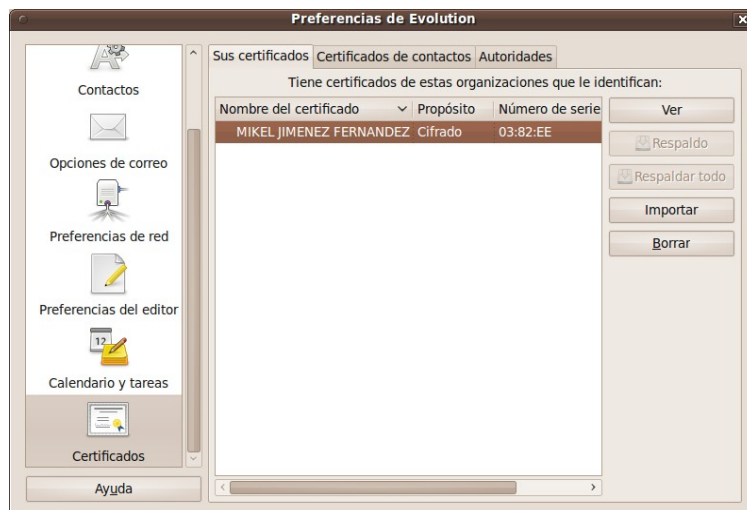 Preferencias de Evolution
Contactos
Opciones de correo
Preferencias de red
Preferencias del editor
12
Calendario y tareas
Certificados
Ayuda
Sus certificados Certificados de contactos Autoridades
Tiene certificados de estas organizaciones que le identifican:
Nombre del certificado Propósito Número de serie
MIKEL JIMENEZ FERNANDEZ Cifrado 03:82:EE
Ver
Respaldo
Respaldar todo
Importar
Borrar